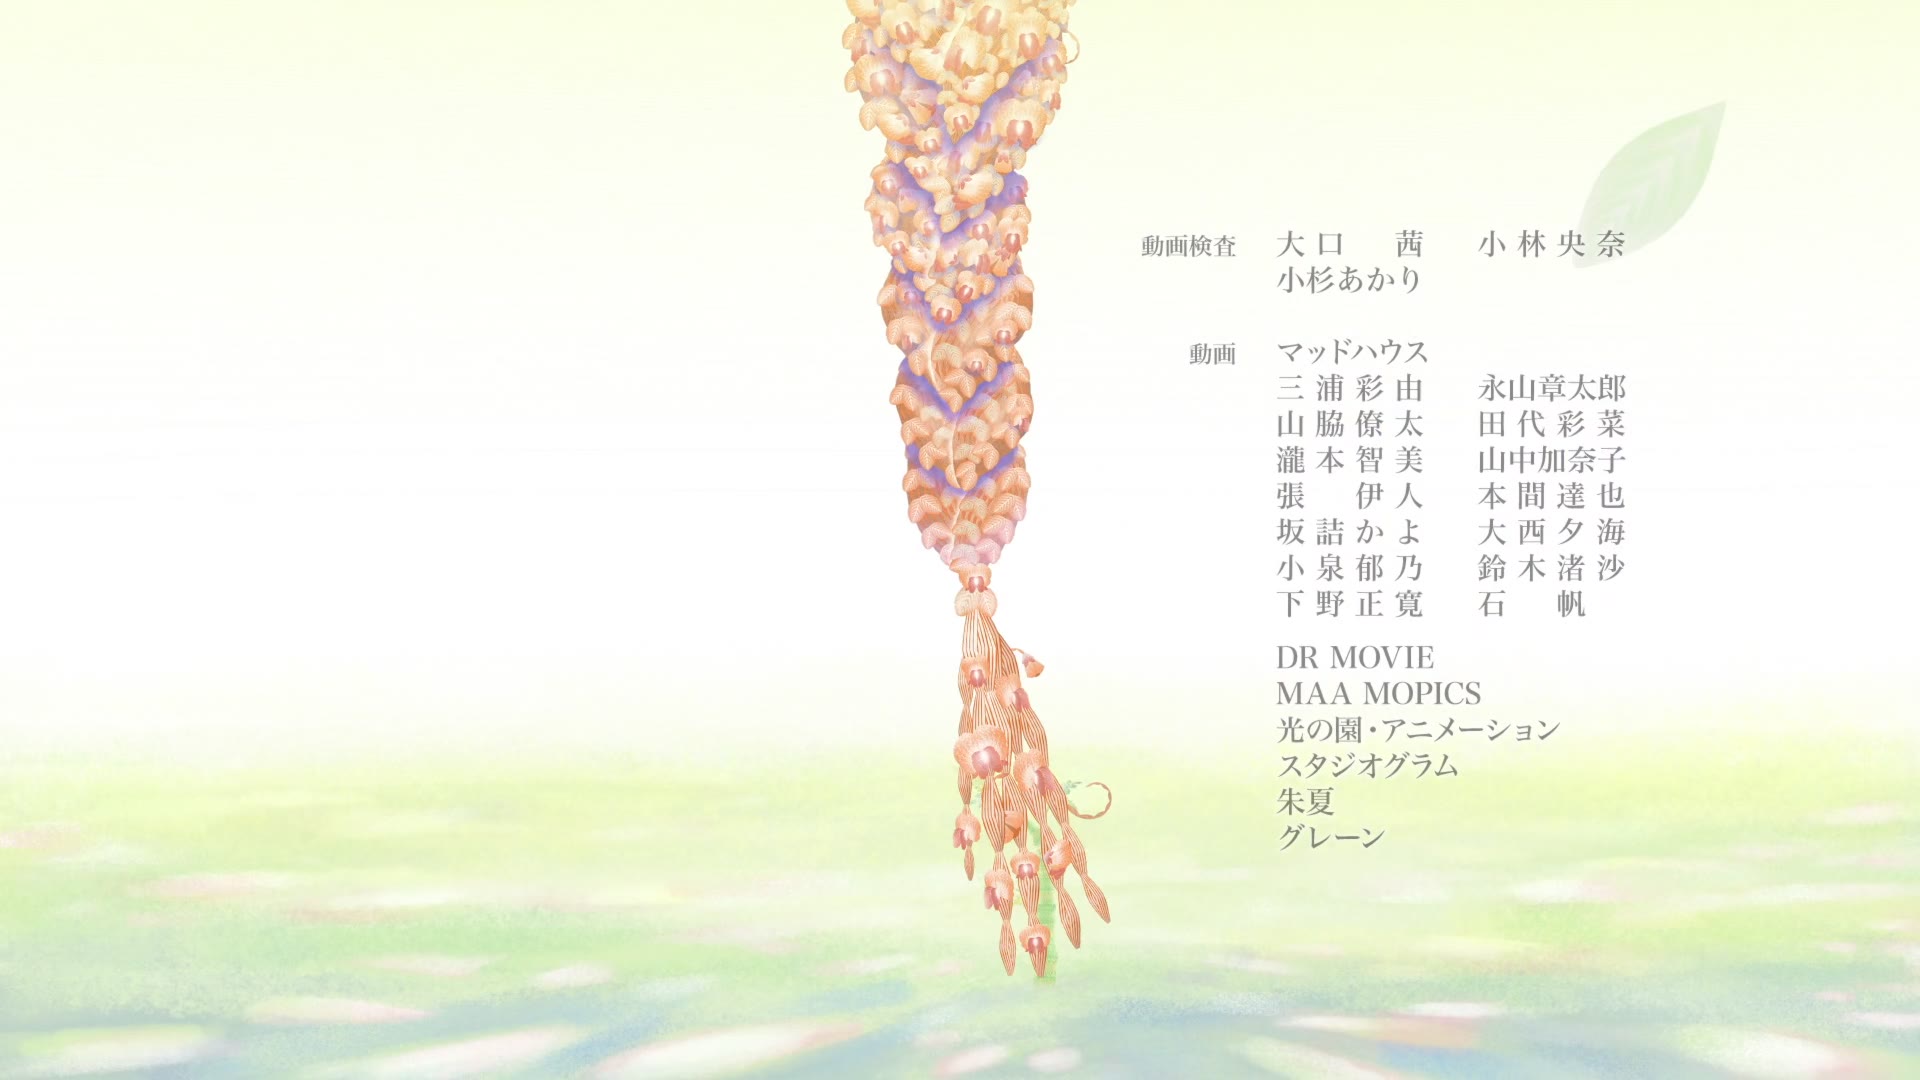 動画検査 大口 茜 小林央奈
小杉あかり
動画 マッドハウス
三浦彩由 永山章太郎
山脇僚太 田代彩菜
瀧本智美 山中加奈子
張 伊人 本間達也
坂詰かよ 大西夕海
小泉郁乃 鈴木渚沙
下野正寛 石 帆
DR MOVIE
MAA MOPICS
光の園・アニメーション
スタジオグラム
朱夏
グレーン